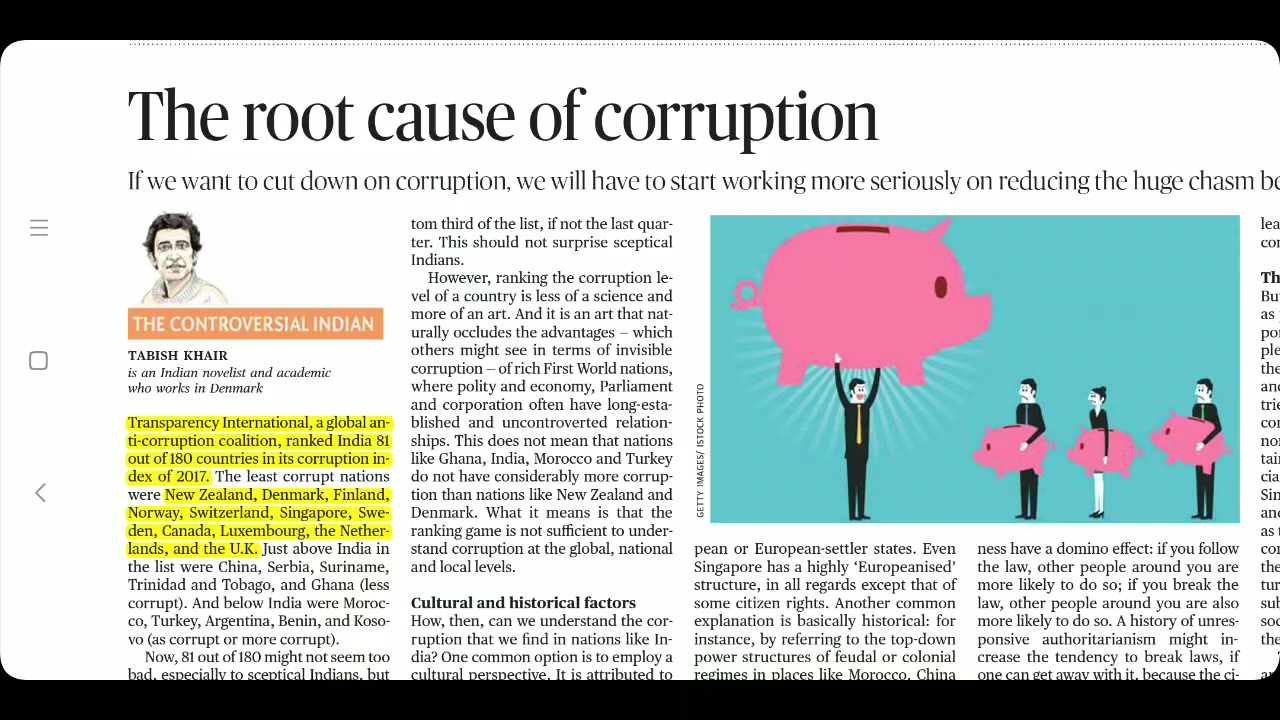 The root cause of corruption
If we want to cut down on corruption, we will have to start working more seriously on reducing the huge chasm
THE CONTROVERSIAL INDIAN
TABISH KHAIR
is an Indian novelist and academic
who works in Denmark
Transparency International, a global an-
ti-corruption coalition, ranked India 81
out of 180 countries in its corruption in-
dex of 2017. The least corrupt nations
were New Zealand, Denmark, Finland,
Norway, Switzerland, Singapore, Swe-
den, Canada, Luxembourg, the Nether-
lands, and the U.K. Just above India in
the list were China, Serbia, Suriname,
Trinidad and Tobago, and Ghana (less
corrupt). And below India were Moroc-
co, Turkey, Argentina, Benin, and Koso-
vo (as corrupt or more corrupt).
Now, 81 out of 180 might not seem too
bad, especially to sceptical Indians, but
tom third of the list, if not the last quar-
ter. This should not surprise sceptical
Indians.
However, ranking the corruption le-
vel of a country is less of a science and
more of an art. And it is an art that nat-
urally occludes the advantages – which
others might see in terms of invisible
corruption – of rich First World nations,
where polity and economy, Parliament
and corporation often have long-esta-
blished and uncontroverted relation-
ships. This does not mean that nations
like Ghana, India, Morocco and Turkey
do not have considerably more corrup-
tion than nations like New Zealand and
Denmark. What it means is that the
ranking game is not sufficient to under-
stand corruption at the global, national
and local levels.
Cultural and historical factors
How, then, can we understand the cor-
ruption that we find in nations like In-
dia? One common option is to employ a
cultural perspective. It is attributed to
GETTY IMAGES/ ISTOCK PHOTO
pean or European-settler states. Even
Singapore has a highly ‘Europeanised’
structure, in all regards except that of
some citizen rights. Another common
explanation is basically historical: for
instance, by referring to the top-down
power structures of feudal or colonial
regimes in places like Morocco, China
ness have a domino effect: if you follow
the law, other people around you are
more likely to do so; if you break the
law, other people around you are also
more likely to do so. A history of unres-
ponsive authoritarianism might in-
crease the tendency to break laws, if
one can get away with it, because the ci-